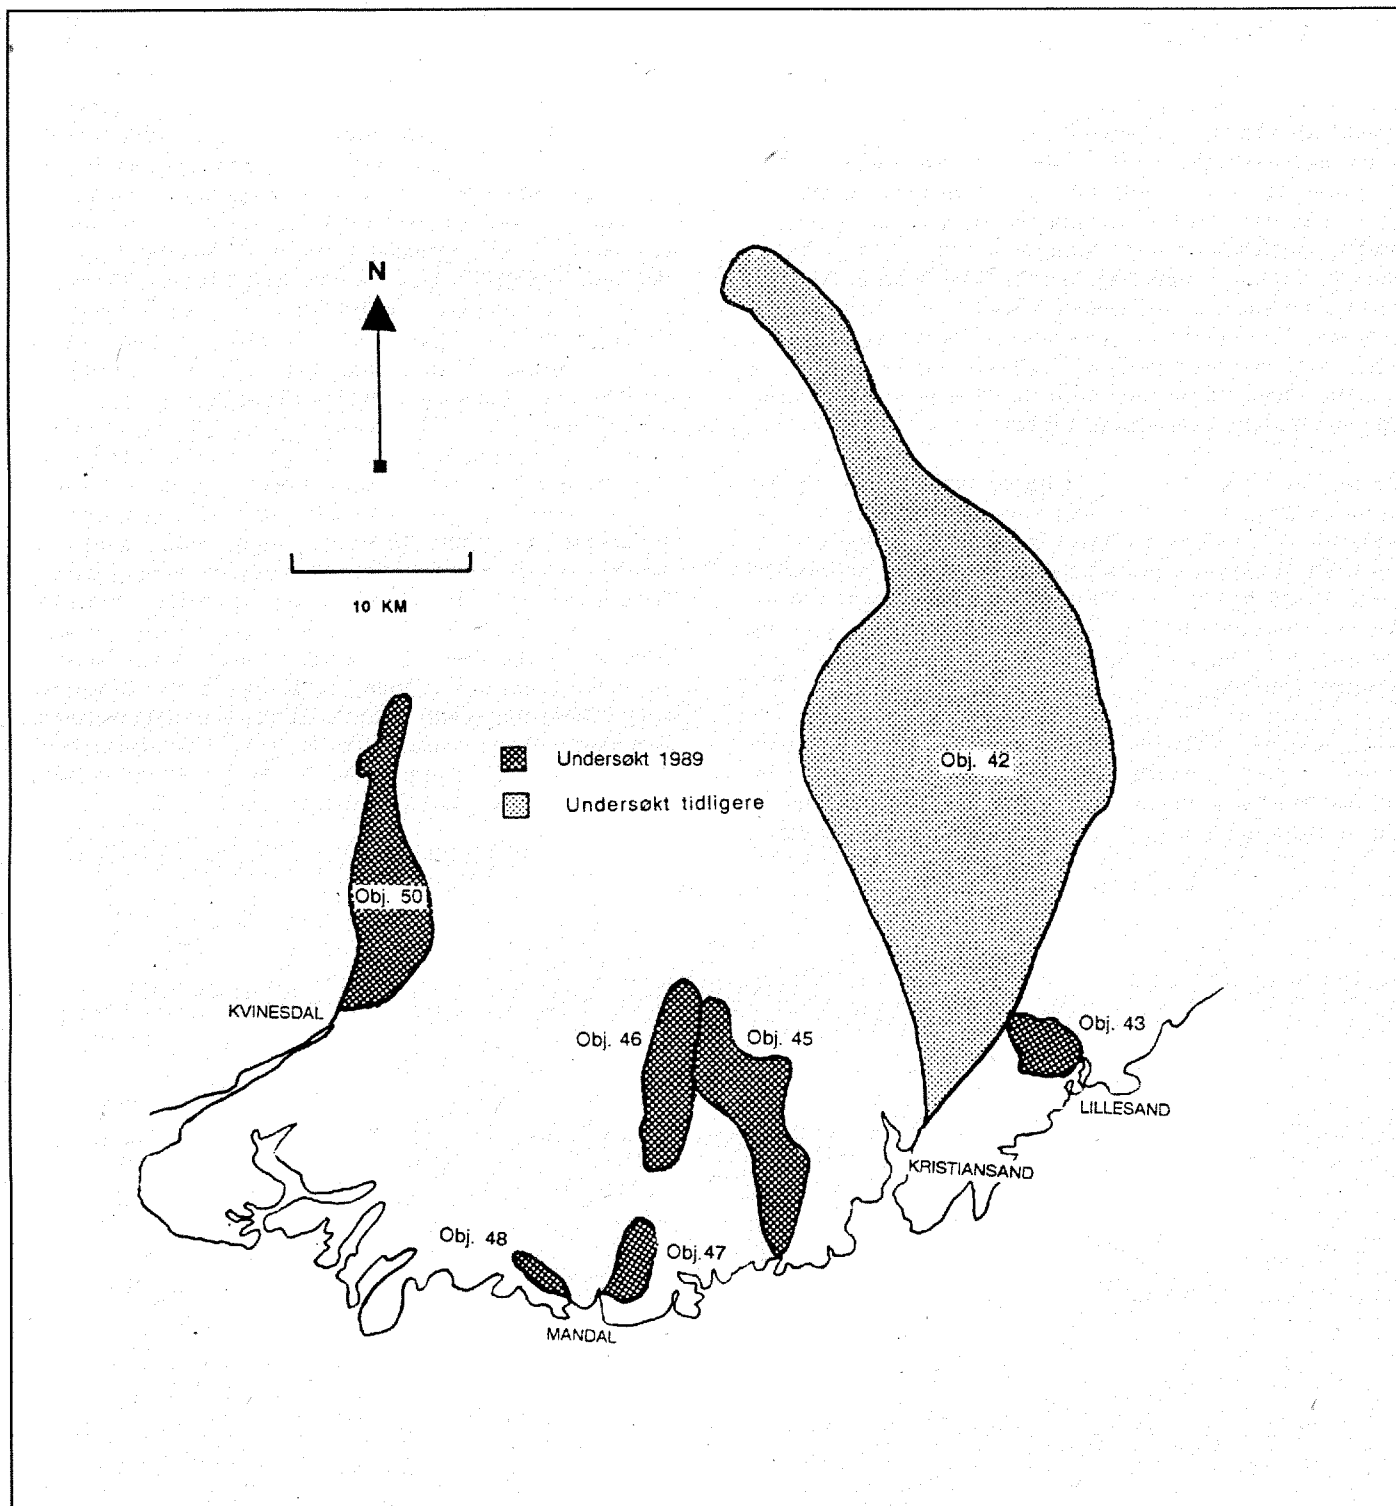 N
10 KM
Undersøkt 1989
Undersøkt tidligere
Obj. 42
Obj. 50
KVINESDAL
Obj. 46
Obj. 45
Obj. 43
LILLESAND
KRISTIANSAND
Obj. 48
Obj.47
MANDAL